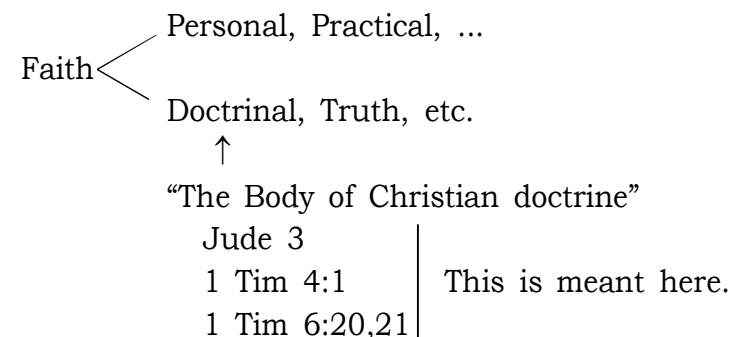 Personal, Practical, ...
Faith
Doctrinal, Truth, etc.
↑
“The Body of Christian doctrine”
Jude 3
1 Tim 4:1 This is meant here.
1 Tim 6:20,21